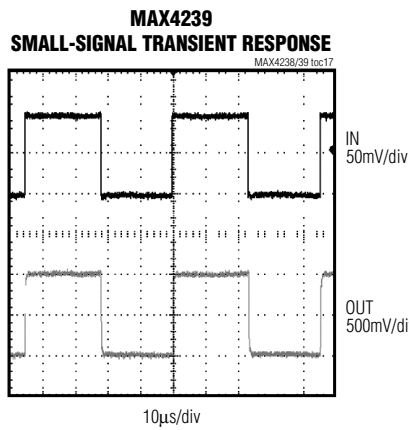 MAX4239
SMALL-SIGNAL TRANSIENT RESPONSE
MAX4238/39 toc17
IN
50mV/div
OUT
500mV/di
10μs/div